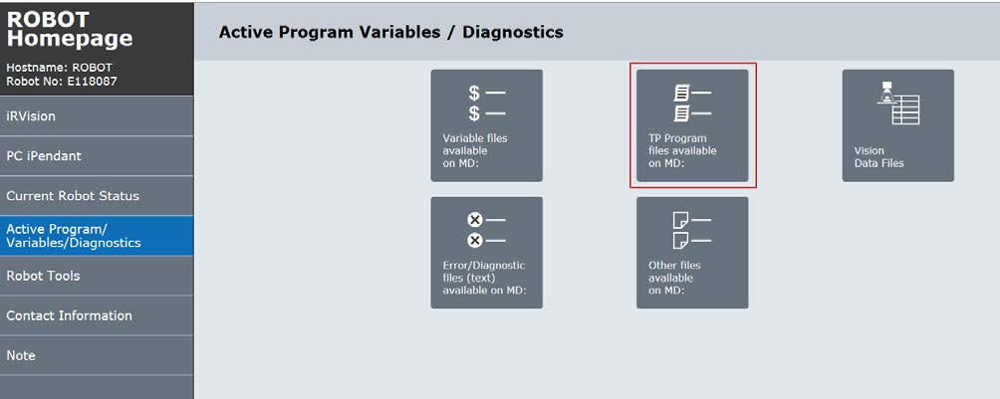 ROBOT
Homepage
Hostname: ROBOT
Robot No: E118087
iRVision
PC iPendant
Current Robot Status
Active Program/
Variables/Diagnostics
Robot Tools
Contact Information
Note
Active Program Variables / Diagnostics
$
$
Variable files
available
on MD:
TP Program
files available
on MD:
Vision
Data Files
Error/Diagnostic
files (text)
available on MD:
Other files
available
on MD: